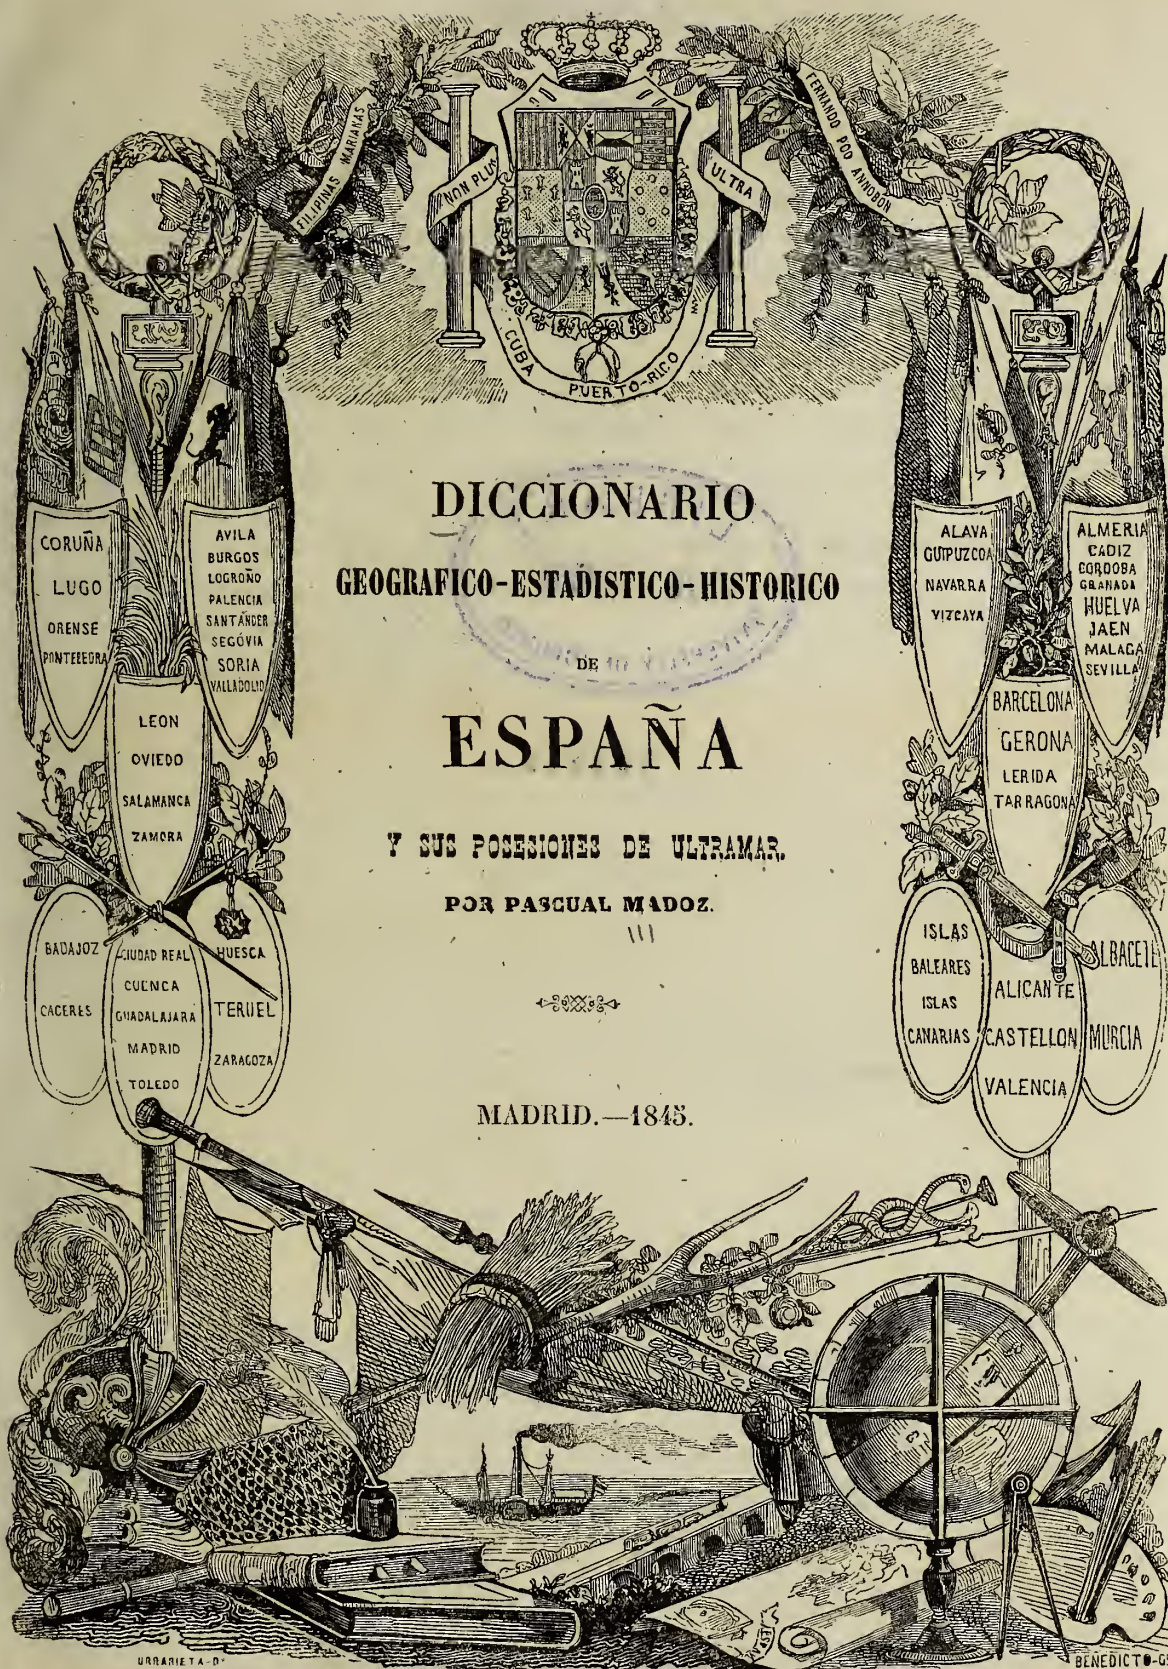 FILIPINAS MARIANAS
NON PLUS
ULTRA
FERNANDO POO ANNOBON
CUBA PUERTO-RICO
DICCIONARIO
GEOGRAFICO-ESTADISTICO-HISTORICO
DE
ESPAÑA
Y SUS POSESIONES DE ULTRAMAR.
POR PASCUAL MADOZ.
MADRID.—1845.
CORUÑA
LUGO
ORENSE
PONTEVEDRA
AVILA
BURGOS
LOGROÑO
PALENCIA
SANTANDER
SEGOVIA
SORIA
VALLADOLID
LEON
OVIEDO
SALAMANCA
ZAMORA
BADAJOZ
CACERES
CIUDAD REAL
CUENCA
GUADALAJARA
MADRID
TOLEDO
HUESCA
TERUEL
ZARAGOZA
ALAVA
GUIPUZCOA
NAVARRA
VIZCAYA
ALMERIA
CADIZ
CORDOBA
GRANADA
HUELVA
JAEN
MALAGA
SEVILLA
BARCELONA
GERONA
LERIDA
TARRAGONA
ISLAS
BALEARES
ISLAS
CANARIAS
ALICANTE
CASTELLON
VALENCIA
ALBACETE
MURCIA
URRABIETA-D
BENEDICTO-G